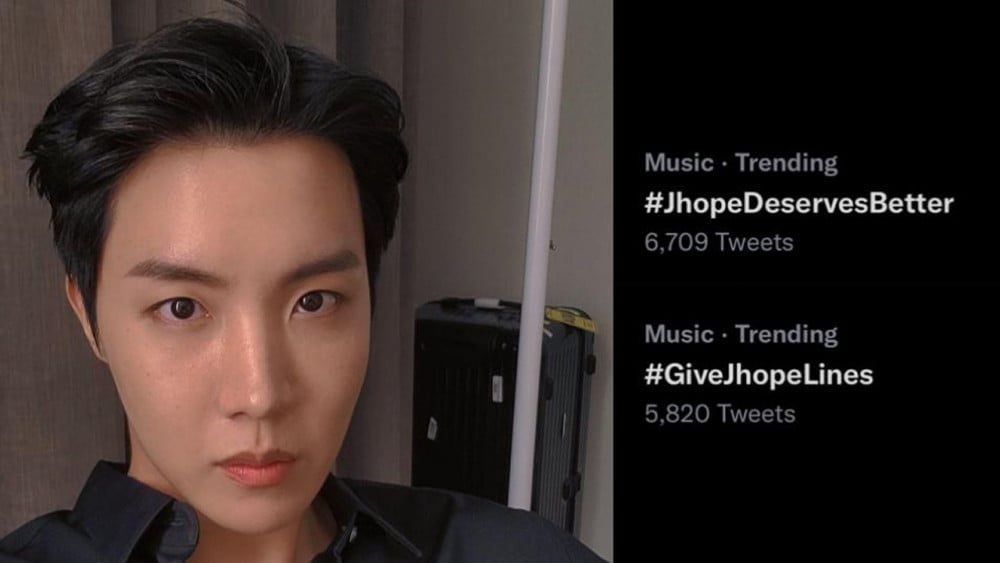 Music · Trending
#JhopeDeservesBetter
6,709 Tweets
Music · Trending
#GiveJhopeLines
5,820 Tweets